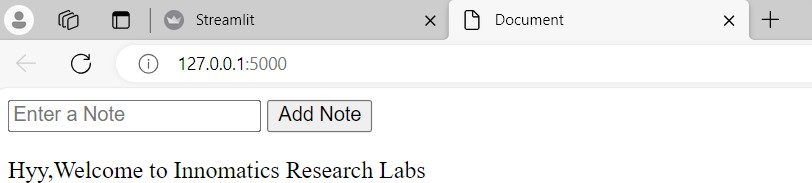 Streamlit
Document
127.0.0.1:5000
Enter a Note
Add Note
Hyy,Welcome to Innomatics Research Labs